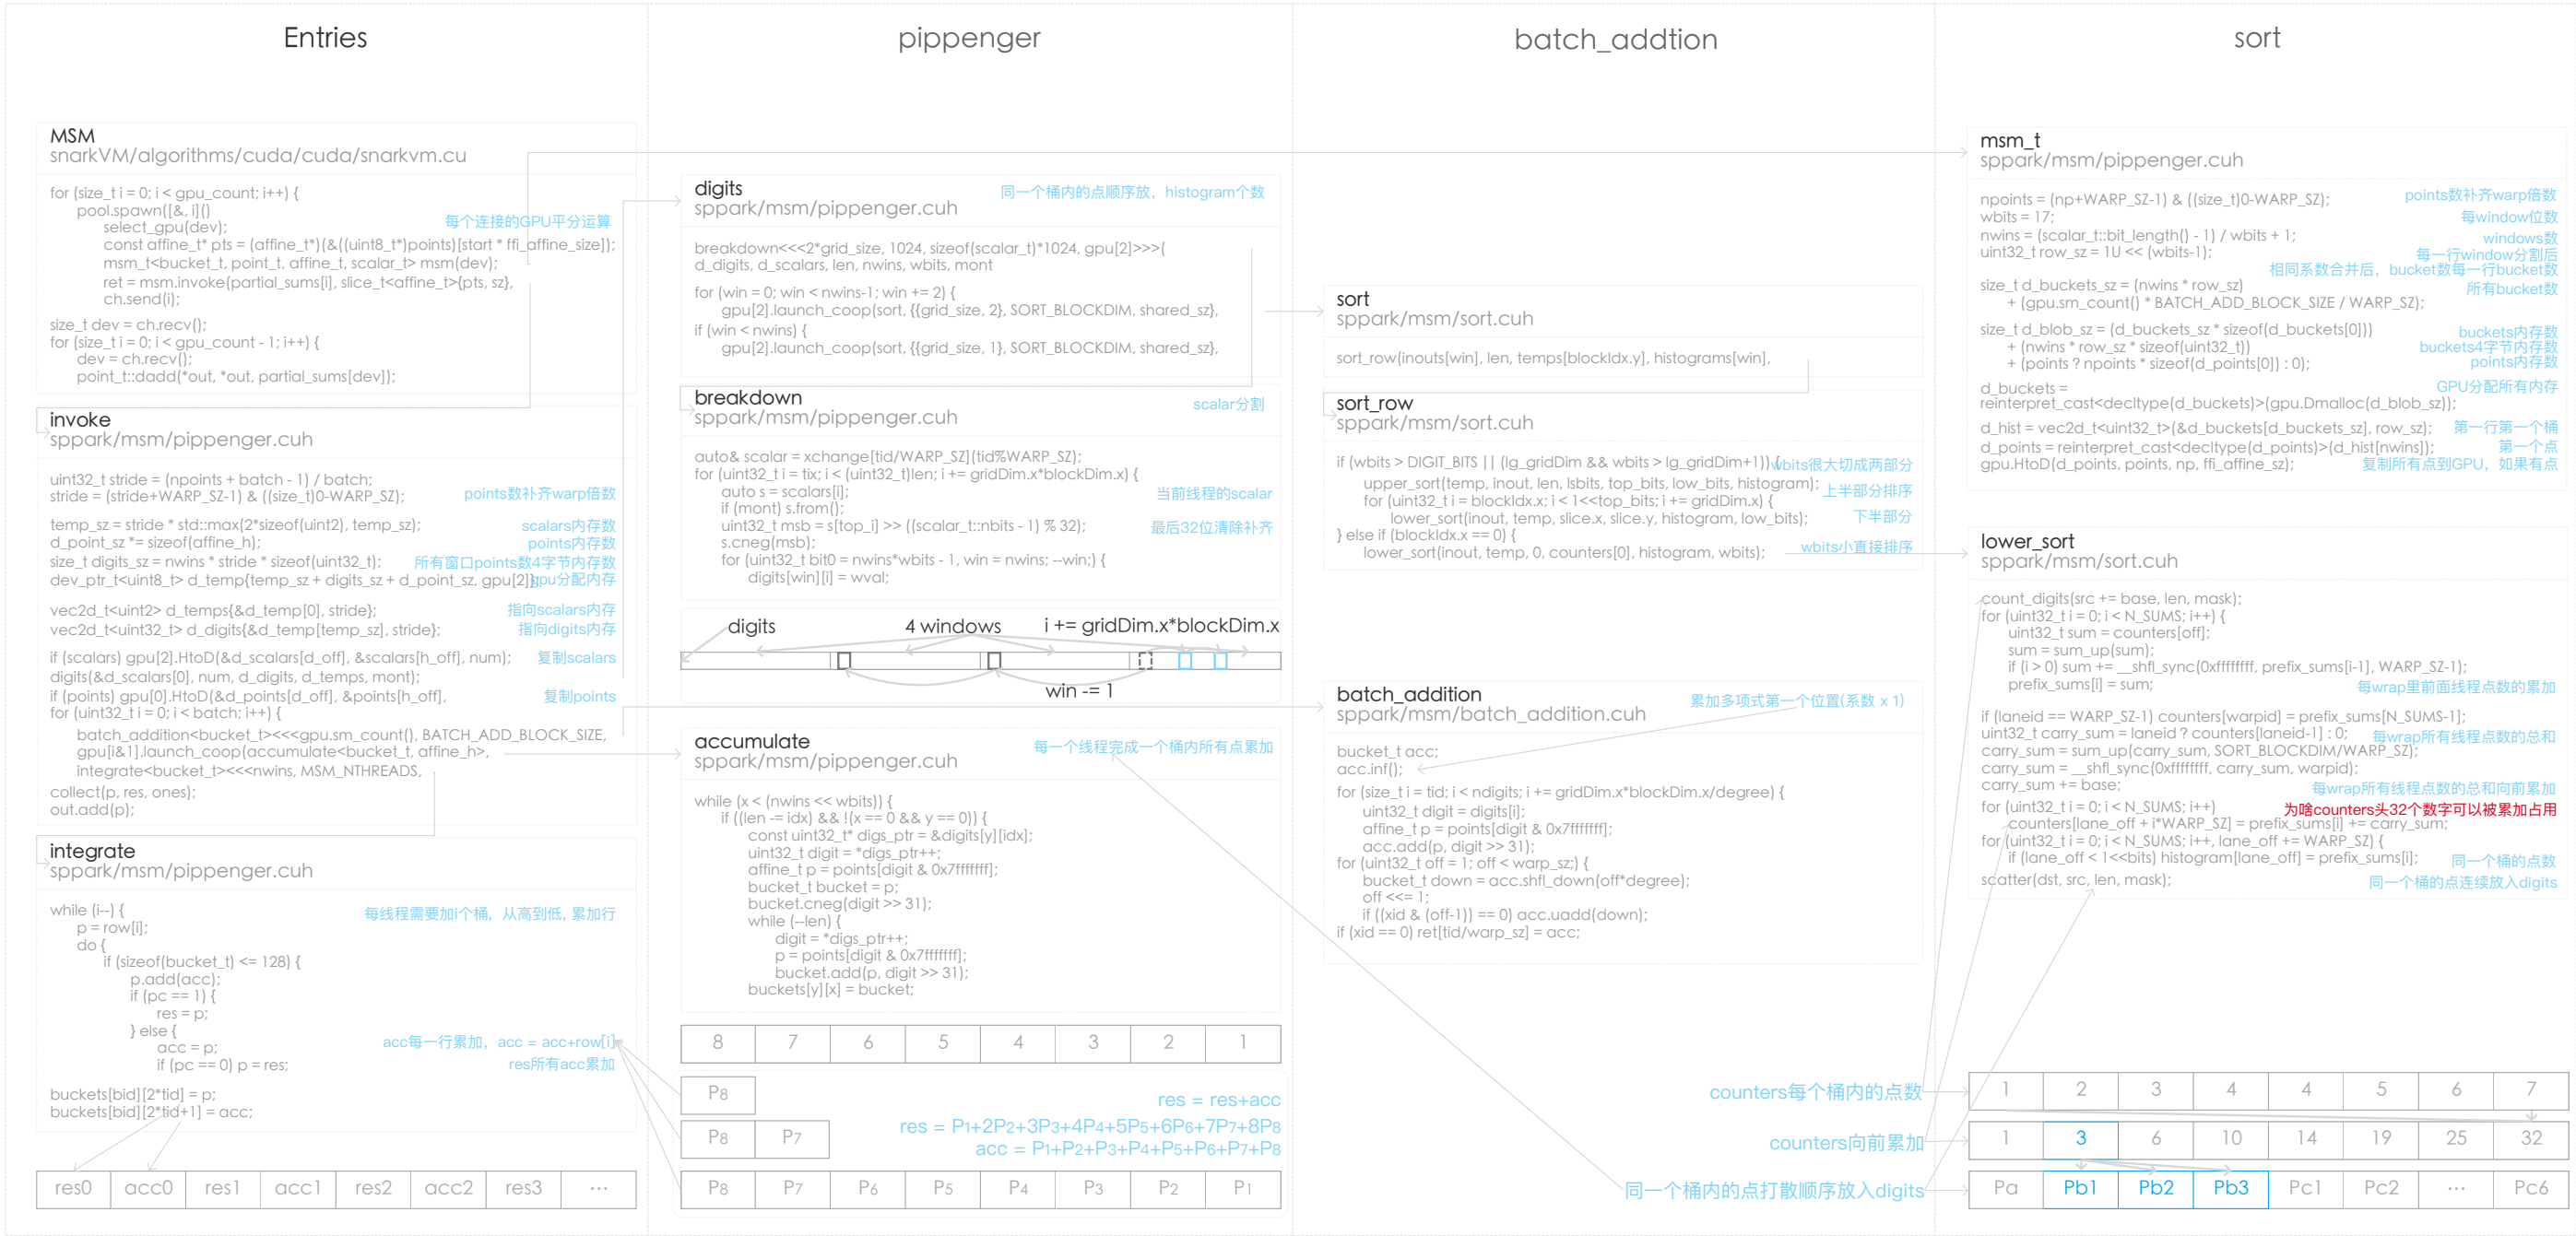 Entries
MSM
snarkVM/algorithms/cuda/cuda/snarkvm.cu
for (size_t i = 0; i < gpu_count; i++) {
pool.spawn([&, i]()
每个连接的GPU平分运算
select_gpu(dev);
const affine_t* pts = (affine_t*)(&((uint8_t*)points)[start * ffi_affine_size]);
msm_t<bucket_t, point_t, affine_t, scalar_t> msm(dev);
ret = msm.invoke(partial_sums[i], slice_t<affine_t>{pts, sz},
ch.send(i);
size_t dev = ch.recv();
for (size_t i = 0; i < gpu_count - 1; i++) {
dev = ch.recv();
point_t::dadd(*out, *out, partial_sums[dev]);
invoke
sppark/msm/pippenger.cuh
uint32_t stride = (npoints + batch - 1) / batch;
stride = (stride+WARP_SZ-1) & ((size_t)0-WARP_SZ); points数补齐warp倍数
temp_sz = stride * std::max(2*sizeof(uint2), temp_sz); scalars内存数
d_point_sz *= sizeof(affine_h); points内存数
size_t digits_sz = nwins * stride * sizeof(uint32_t); 所有窗口points数4字节内存数
dev_ptr_t<uint8_t> d_temp{temp_sz + digits_sz + d_point_sz, gpu[2]}; gpu分配内存
vec2d_t<uint2> d_temps{&d_temp[0], stride}; 指向scalars内存
vec2d_t<uint32_t> d_digits{&d_temp[temp_sz], stride}; 指向digits内存
if (scalars) gpu[2].HtoD(&d_scalars[d_off], &scalars[h_off], num); 复制scalars
digits(&d_scalars[0], num, d_digits, d_temps, mont);
if (points) gpu[0].HtoD(&d_points[d_off], &points[h_off], 复制points
for (uint32_t i = 0; i < batch; i++) {
batch_addition<bucket_t><<<gpu.sm_count(), BATCH_ADD_BLOCK_SIZE,
gpu[i&1].launch_coop(accumulate<bucket_t, affine_h>,
integrate<bucket_t><<<nwins, MSM_NTHREADS,
collect(p, res, ones);
out.add(p);
integrate
sppark/msm/pippenger.cuh
while (i--) { 每线程需要加i个桶，从高到低, 累加行
p = row[i];
do {
if (sizeof(bucket_t) <= 128) {
p.add(acc);
if (pc == 1) {
res = p;
} else {
acc = p; acc每一行累加，acc = acc+row[i]
if (pc == 0) p = res; res所有acc累加
buckets[bid][2*tid] = p;
buckets[bid][2*tid+1] = acc;
res0 acc0 res1 acc1 res2 acc2 res3 ···
pippenger
digits 同一个桶内的点顺序放，histogram个数
sppark/msm/pippenger.cuh
breakdown<<<2*grid_size, 1024, sizeof(scalar_t)*1024, gpu[2]>>>(
d_digits, d_scalars, len, nwins, wbits, mont
for (win = 0; win < nwins-1; win += 2) {
gpu[2].launch_coop(sort, {{grid_size, 2}, SORT_BLOCKDIM, shared_sz},
if (win < nwins) {
gpu[2].launch_coop(sort, {{grid_size, 1}, SORT_BLOCKDIM, shared_sz},
breakdown scalar分割
sppark/msm/pippenger.cuh
auto& scalar = xchange[tid/WARP_SZ](tid%WARP_SZ);
for (uint32_t i = tix; i < (uint32_t)len; i += gridDim.x*blockDim.x) {
auto s = scalars[i]; 当前线程的scalar
if (mont) s.from();
uint32_t msb = s[top_i] >> ((scalar_t::nbits - 1) % 32); 最后32位清除补齐
s.cneg(msb);
for (uint32_t bit0 = nwins*wbits - 1, win = nwins; --win;) {
digits[win][i] = wval;
digits 4 windows i += gridDim.x*blockDim.x
win -= 1
accumulate 每一个线程完成一个桶内所有点累加
sppark/msm/pippenger.cuh
while (x < (nwins << wbits)) {
if ((len -= idx) && !(x == 0 && y == 0)) {
const uint32_t* digs_ptr = &digits[y][idx];
uint32_t digit = *digs_ptr++;
affine_t p = points[digit & 0x7fffffff];
bucket_t bucket = p;
bucket.cneg(digit >> 31);
while (--len) {
digit = *digs_ptr++;
p = points[digit & 0x7fffffff];
bucket.add(p, digit >> 31);
buckets[y][x] = bucket;
8 7 6 5 4 3 2 1
P8
res = res+acc
P8 P7
res = P1+2P2+3P3+4P4+5P5+6P6+7P7+8P8
acc = P1+P2+P3+P4+P5+P6+P7+P8
P8 P7 P6 P5 P4 P3 P2 P1
batch_addtion
sort
sppark/msm/sort.cuh
sort_row(inouts[win], len, temps[blockIdx.y], histograms[win],
sort_row
sppark/msm/sort.cuh
if (wbits > DIGIT_BITS || (lg_gridDim && wbits > lg_gridDim+1)) { wbits很大切成两部分
upper_sort(temp, inout, len, lsbits, top_bits, low_bits, histogram); 上半部分排序
for (uint32_t i = blockIdx.x; i < 1<<top_bits; i += gridDim.x) {
lower_sort(inout, temp, slice.x, slice.y, histogram, low_bits); 下半部分
} else if (blockIdx.x == 0) {
lower_sort(inout, temp, 0, counters[0], histogram, wbits); wbits小直接排序
batch_addition 累加多项式第一个位置(系数 x 1)
sppark/msm/batch_addition.cuh
bucket_t acc;
acc.inf();
for (size_t i = tid; i < ndigits; i += gridDim.x*blockDim.x/degree) {
uint32_t digit = digits[i];
affine_t p = points[digit & 0x7fffffff];
acc.add(p, digit >> 31);
for (uint32_t off = 1; off < warp_sz;) {
bucket_t down = acc.shfl_down(off*degree);
off <<= 1;
if ((xid & (off-1)) == 0) acc.uadd(down);
if (xid == 0) ret[tid/warp_sz] = acc;
sort
msm_t
sppark/msm/pippenger.cuh
npoints = (np+WARP_SZ-1) & ((size_t)0-WARP_SZ); points数补齐warp倍数
wbits = 17; 每window位数
nwins = (scalar_t::bit_length() - 1) / wbits + 1; windows数
uint32_t row_sz = 1U << (wbits-1); 每一行window分割后
相同系数合并后，bucket数每一行bucket数
size_t d_buckets_sz = (nwins * row_sz) 所有bucket数
+ (gpu.sm_count() * BATCH_ADD_BLOCK_SIZE / WARP_SZ);
size_t d_blob_sz = (d_buckets_sz * sizeof(d_buckets[0])) buckets内存数
+ (nwins * row_sz * sizeof(uint32_t)) buckets4字节内存数
+ (points ? npoints * sizeof(d_points[0]) : 0); points内存数
d_buckets = GPU分配所有内存
reinterpret_cast<decltype(d_buckets)>(gpu.Dmalloc(d_blob_sz));
d_hist = vec2d_t<uint32_t>(&d_buckets[d_buckets_sz], row_sz); 第一行第一个桶
d_points = reinterpret_cast<decltype(d_points)>(d_hist[nwins]); 第一个点
gpu.HtoD(d_points, points, np, ffi_affine_sz); 复制所有点到GPU，如果有点
lower_sort
sppark/msm/sort.cuh
count_digits(src += base, len, mask);
for (uint32_t i = 0; i < N_SUMS; i++) {
uint32_t sum = counters[off];
sum = sum_up(sum);
if (i > 0) sum += __shfl_sync(0xffffffff, prefix_sums[i-1], WARP_SZ-1);
prefix_sums[i] = sum; 每wrap里前面线程点数的累加
if (laneid == WARP_SZ-1) counters[warpid] = prefix_sums[N_SUMS-1];
uint32_t carry_sum = laneid ? counters[laneid-1] : 0; 每wrap所有线程点数的总和
carry_sum = sum_up(carry_sum, SORT_BLOCKDIM/WARP_SZ);
carry_sum = __shfl_sync(0xffffffff, carry_sum, warpid);
carry_sum += base; 每wrap所有线程点数的总和向前累加
for (uint32_t i = 0; i < N_SUMS; i++) 为啥counters头32个数字可以被累加占用
counters[lane_off + i*WARP_SZ] = prefix_sums[i] += carry_sum;
for (uint32_t i = 0; i < N_SUMS; i++, lane_off += WARP_SZ) {
if (lane_off < 1<<bits) histogram[lane_off] = prefix_sums[i]; 同一个桶的点数
scatter(dst, src, len, mask); 同一个桶的点连续放入digits
counters每个桶内的点数 1 2 3 4 4 5 6 7
counters向前累加 1 3 6 10 14 19 25 32
同一个桶内的点打散顺序放入digits Pa Pb1 Pb2 Pb3 Pc1 Pc2 ··· Pc6